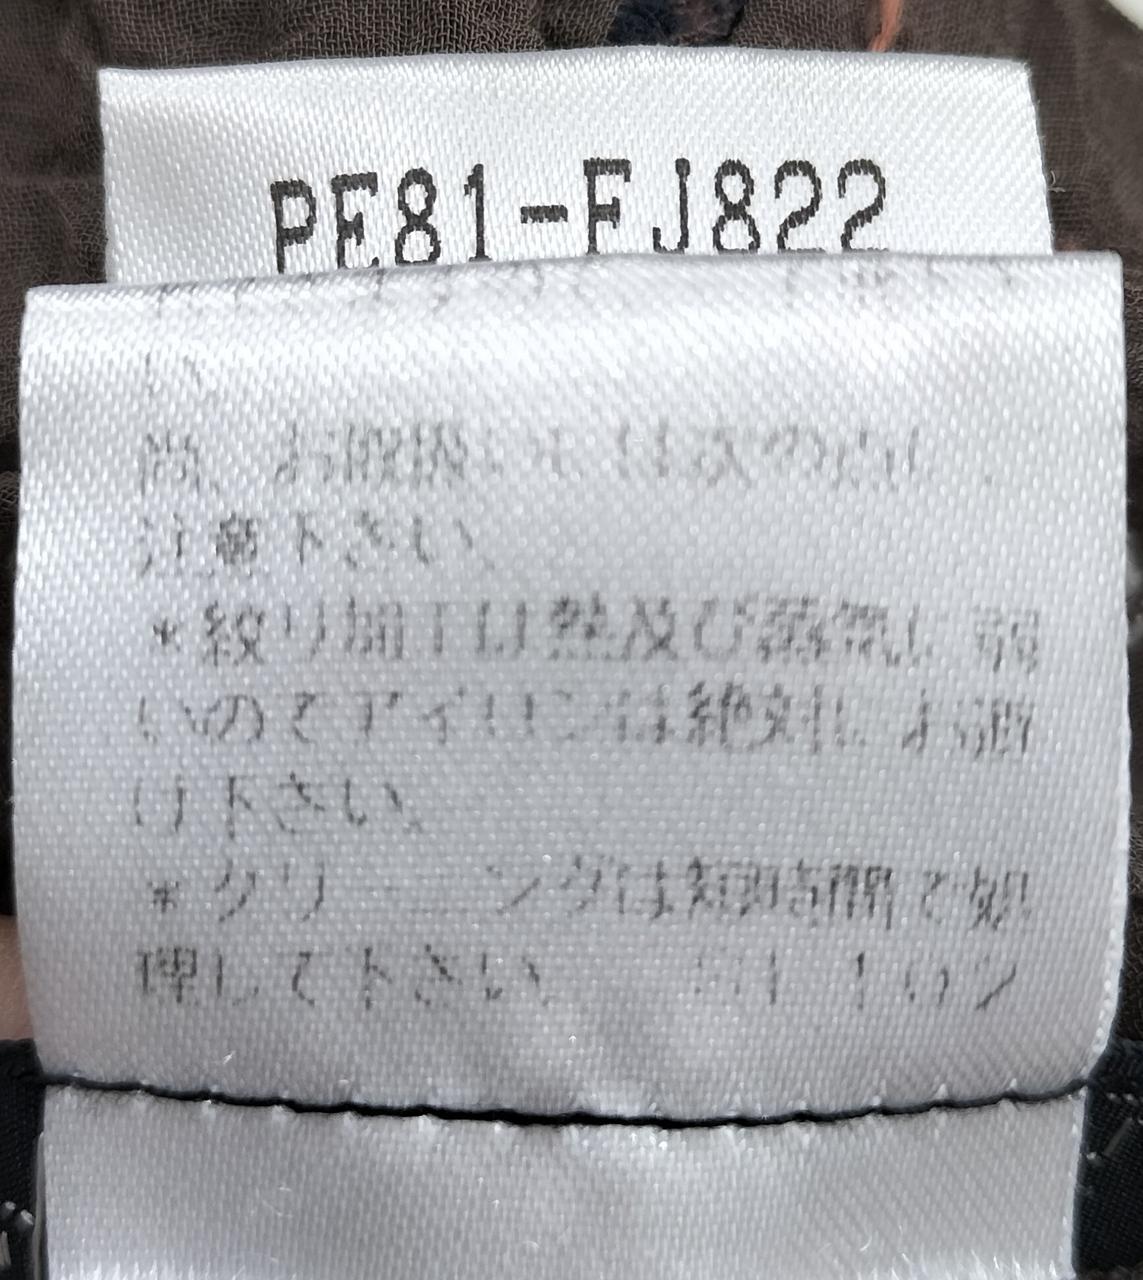 PE81-FJ822
尚、お取扱いには次の点に
注意下さい。
*絞り加工は熱及び蒸気に弱
いのでアイロンは絶対にお避
け下さい。
*クリーニングは短時間で処
理して下さい。